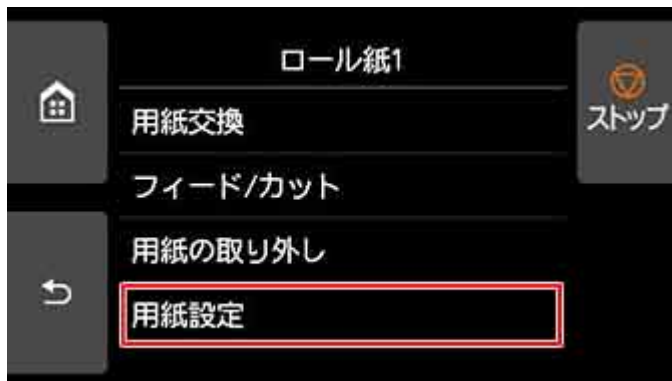 ロール紙1
用紙交換
ストップ
フィード/カット
用紙の取り外し
用紙設定